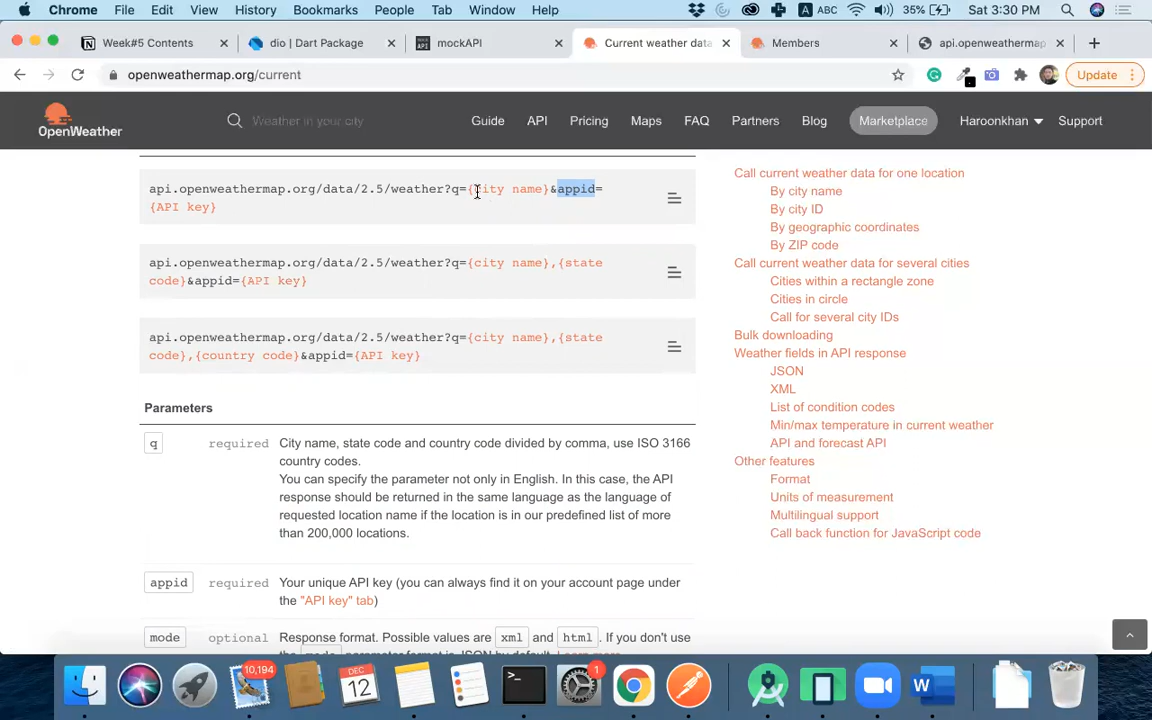 Chrome File Edit View History Bookmarks People Tab Window Help A ABC 35% Sat 3:30 PM
Week#5 Contents × dio | Dart Package × mockAPI × Current weather data × Members × api.openweathermap × +
openweathermap.org/current Update
OpenWeather Weather in your city Guide API Pricing Maps FAQ Partners Blog Marketplace Haroonkhan Support
api.openweathermap.org/data/2.5/weather?q={city name}&appid=
{API key}
api.openweathermap.org/data/2.5/weather?q={city name},{state
code}&appid={API key}
api.openweathermap.org/data/2.5/weather?q={city name},{state
code},{country code}&appid={API key}
Parameters
q required City name, state code and country code divided by comma, use ISO 3166
country codes.
You can specify the parameter not only in English. In this case, the API
response should be returned in the same language as the language of
requested location name if the location is in our predefined list of more
than 200,000 locations.
appid required Your unique API key (you can always find it on your account page under
the "API key" tab)
mode optional Response format. Possible values are xml and html. If you don't use
Call current weather data for one location
By city name
By city ID
By geographic coordinates
By ZIP code
Call current weather data for several cities
Cities within a rectangle zone
Cities in circle
Call for several city IDs
Bulk downloading
Weather fields in API response
JSON
XML
List of condition codes
Min/max temperature in current weather
API and forecast API
Other features
Format
Units of measurement
Multilingual support
Call back function for JavaScript code
10,194 DEC 12 1 W